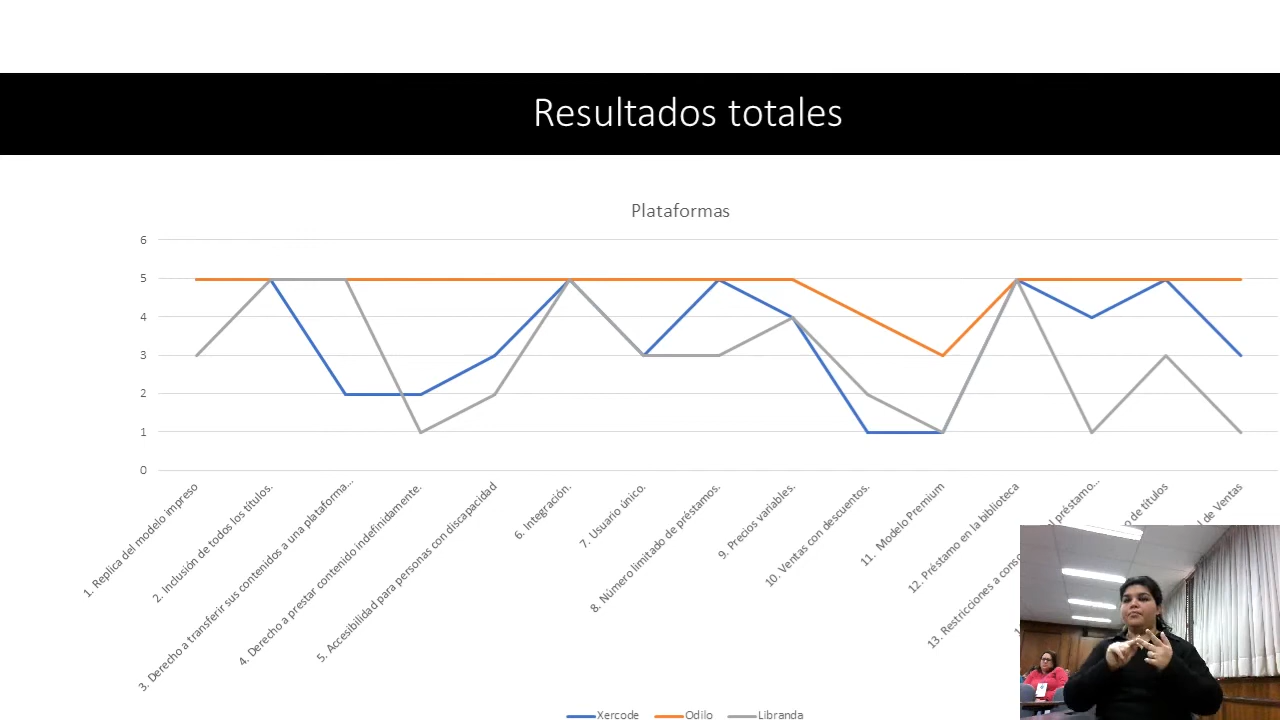 Resultados totales
Plataformas
6
5
4
3
2
1
0
1. Replica del modelo impreso
2. Inclusión de todos los títulos.
3. Derecho a transferir sus contenidos a una plataforma...
4. Derecho a prestar contenido indefinidamente.
5. Accesibilidad para personas con discapacidad
6. Integración.
7. Usuario único.
8. Número limitado de préstamos.
9. Precios variables.
10. Ventas con descuentos.
11. Modelo Premium
12. Préstamo en la biblioteca
13. Restricciones a
l préstamo...
o de títulos
l de Ventas
Xercode
Odilo
Libranda